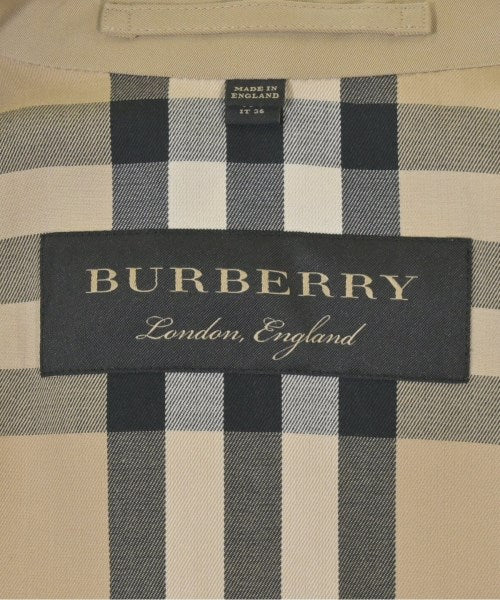 MADE IN
ENGLAND
IT 36
BURBERRY
London, England